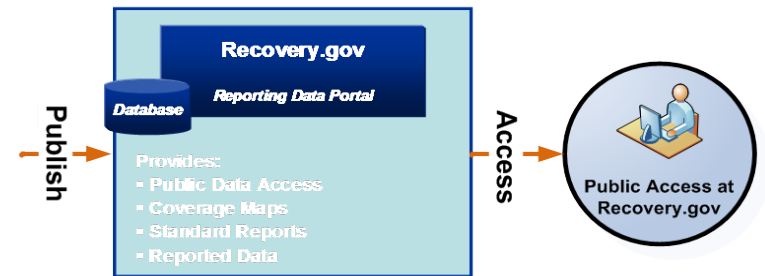 Publish
Recovery.gov
Reporting Data Portal
Database
Provides:
▪ Public Data Access
▪ Coverage Maps
▪ Standard Reports
▪ Reported Data
Access
Public Access at
Recovery.gov